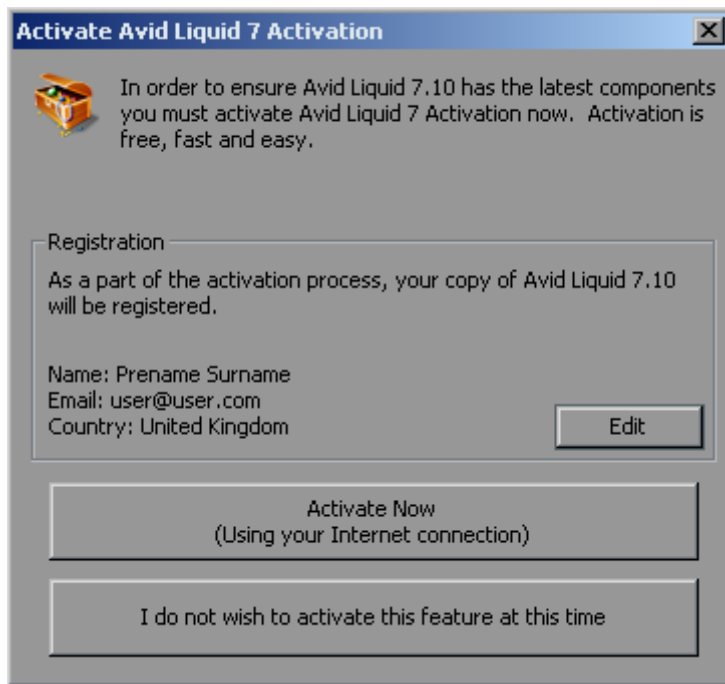 Activate Avid Liquid 7 Activation
In order to ensure Avid Liquid 7.10 has the latest components
you must activate Avid Liquid 7 Activation now.  Activation is
free, fast and easy.
Registration
As a part of the activation process, your copy of Avid Liquid 7.10
will be registered.
Name: Prename Surname
Email: user@user.com
Country: United Kingdom
Edit
Activate Now
(Using your Internet connection)
I do not wish to activate this feature at this time